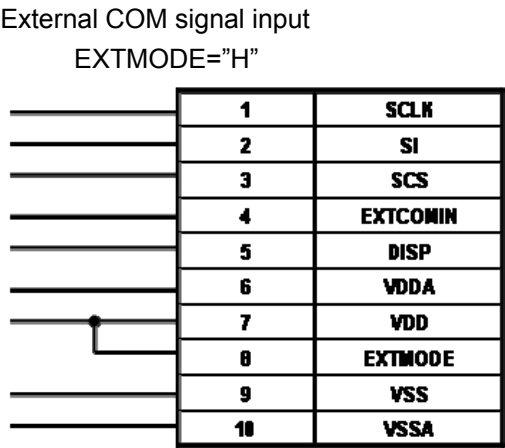 External COM signal input
EXTMODE=”H”
1 SCLK
2 SI
3 SCS
4 EXTCOMIN
5 DISP
6 VDDA
7 VDD
8 EXTMODE
9 VSS
10 VSSA